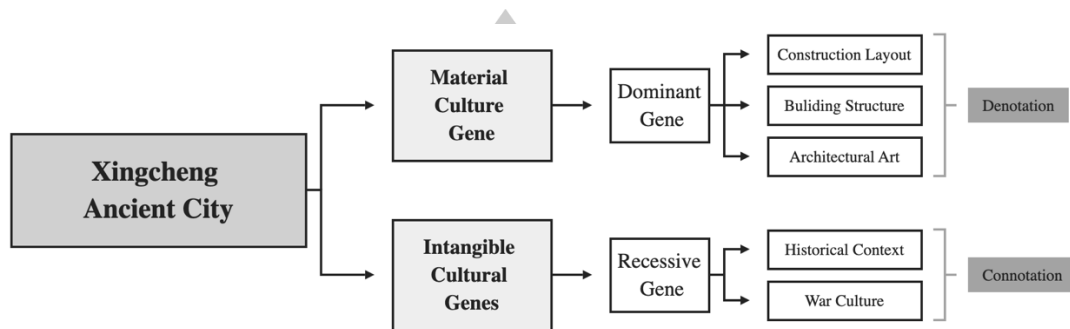 Xingcheng
Ancient City
Material
Culture
Gene
Dominant
Gene
Construction Layout
Buliding Structure
Architectural Art
Denotation
Intangible
Cultural
Genes
Recessive
Gene
Historical Context
War Culture
Connotation